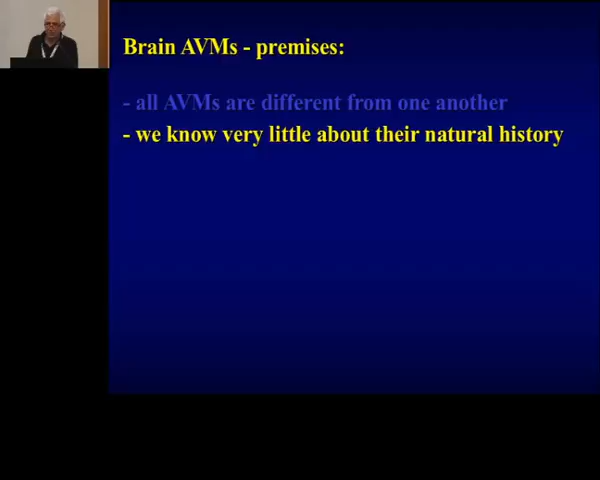 Brain AVMs - premises:
- all AVMs are different from one another
- we know very little about their natural history